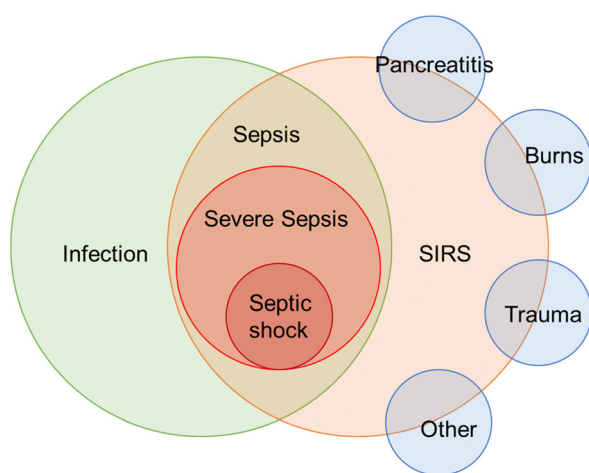 Pancreatitis
Sepsis
Burns
Severe Sepsis
Infection
SIRS
Septic
shock
Trauma
Other